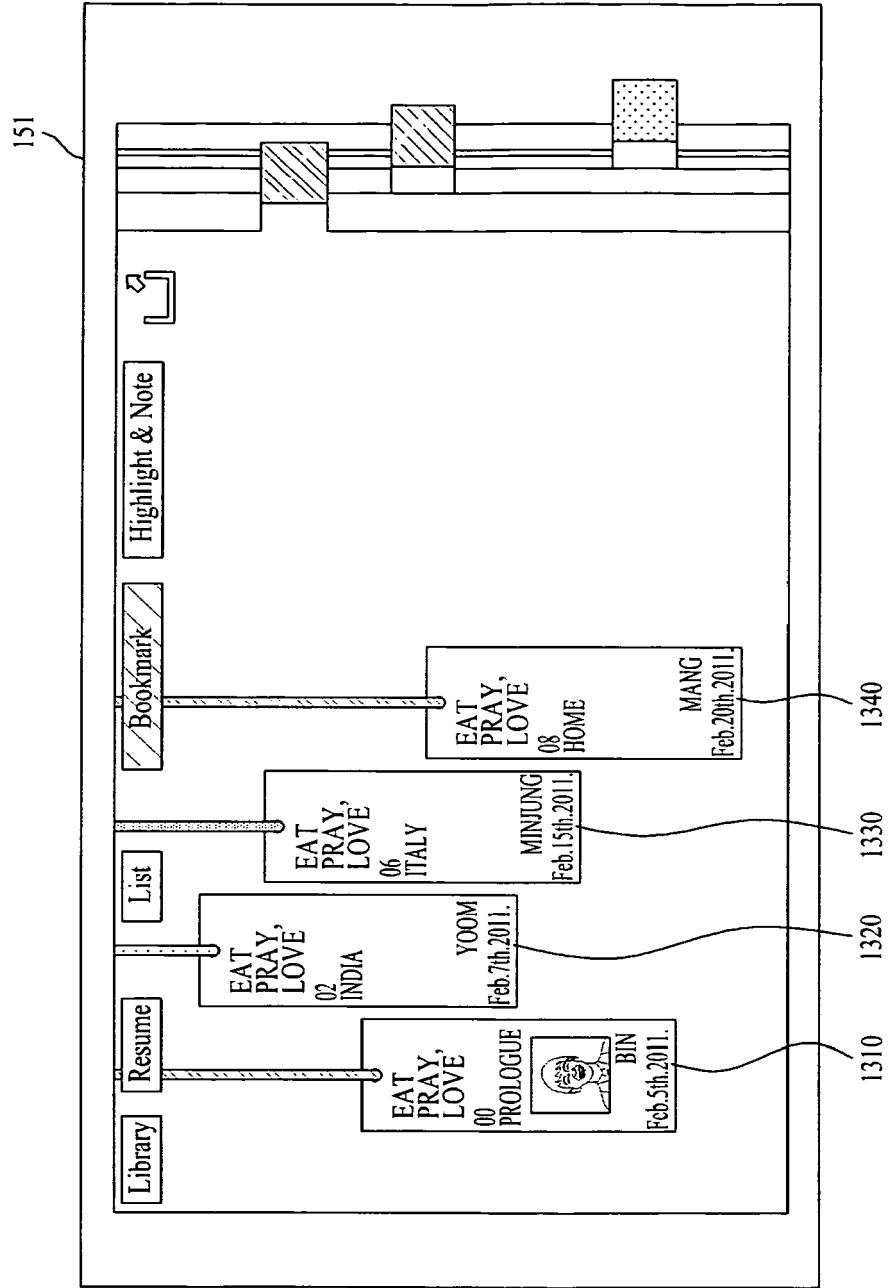 151
Library
Resume
List
Bookmark
Highlight & Note
EAT
PRAY,
LOVE
00
PROLOGUE
BIN
Feb.5th.2011.
EAT
PRAY,
LOVE
02
INDIA
YOOM
Feb.7th.2011.
EAT
PRAY,
LOVE
06
ITALY
MINJUNG
Feb.15th.2011.
EAT
PRAY,
LOVE,
08
HOME
MANG
Feb.20th.2011.
1310
1320
1330
1340